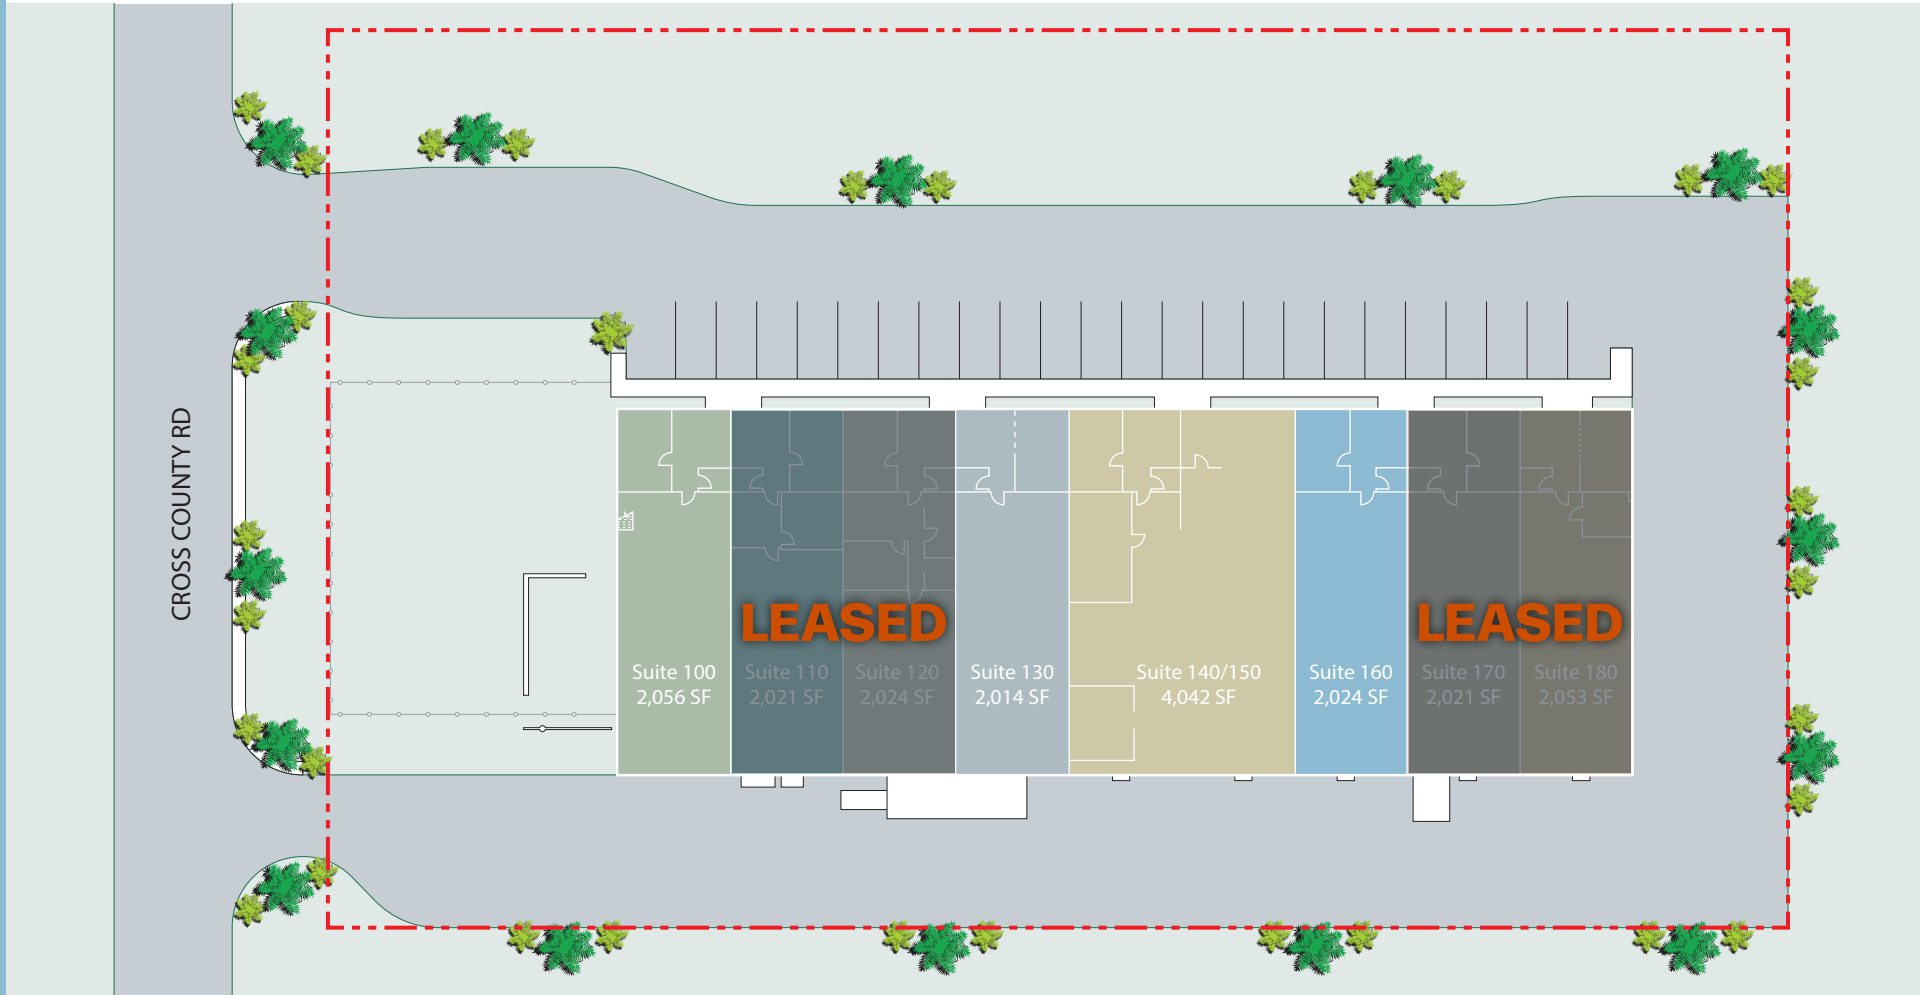 CROSS COUNTY RD
LEASED
LEASED
Suite 100
2,056 SF
Suite 110
2,021 SF
Suite 120
2,024 SF
Suite 130
2,014 SF
Suite 140/150
4,042 SF
Suite 160
2,024 SF
Suite 170
2,021 SF
Suite 180
2,053 SF